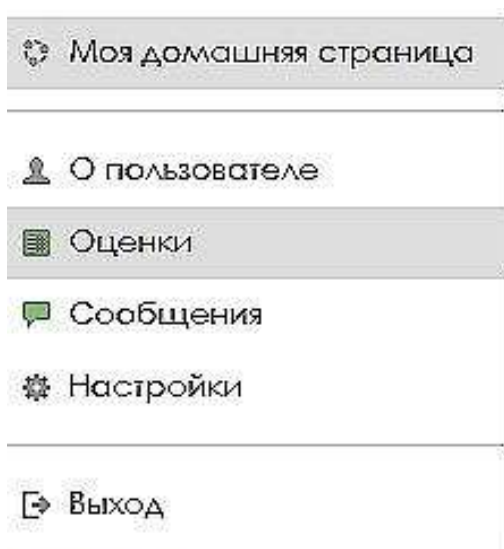 Моя домашняя страница
О пользователе
Оценки
Сообщения
Настройки
Выход